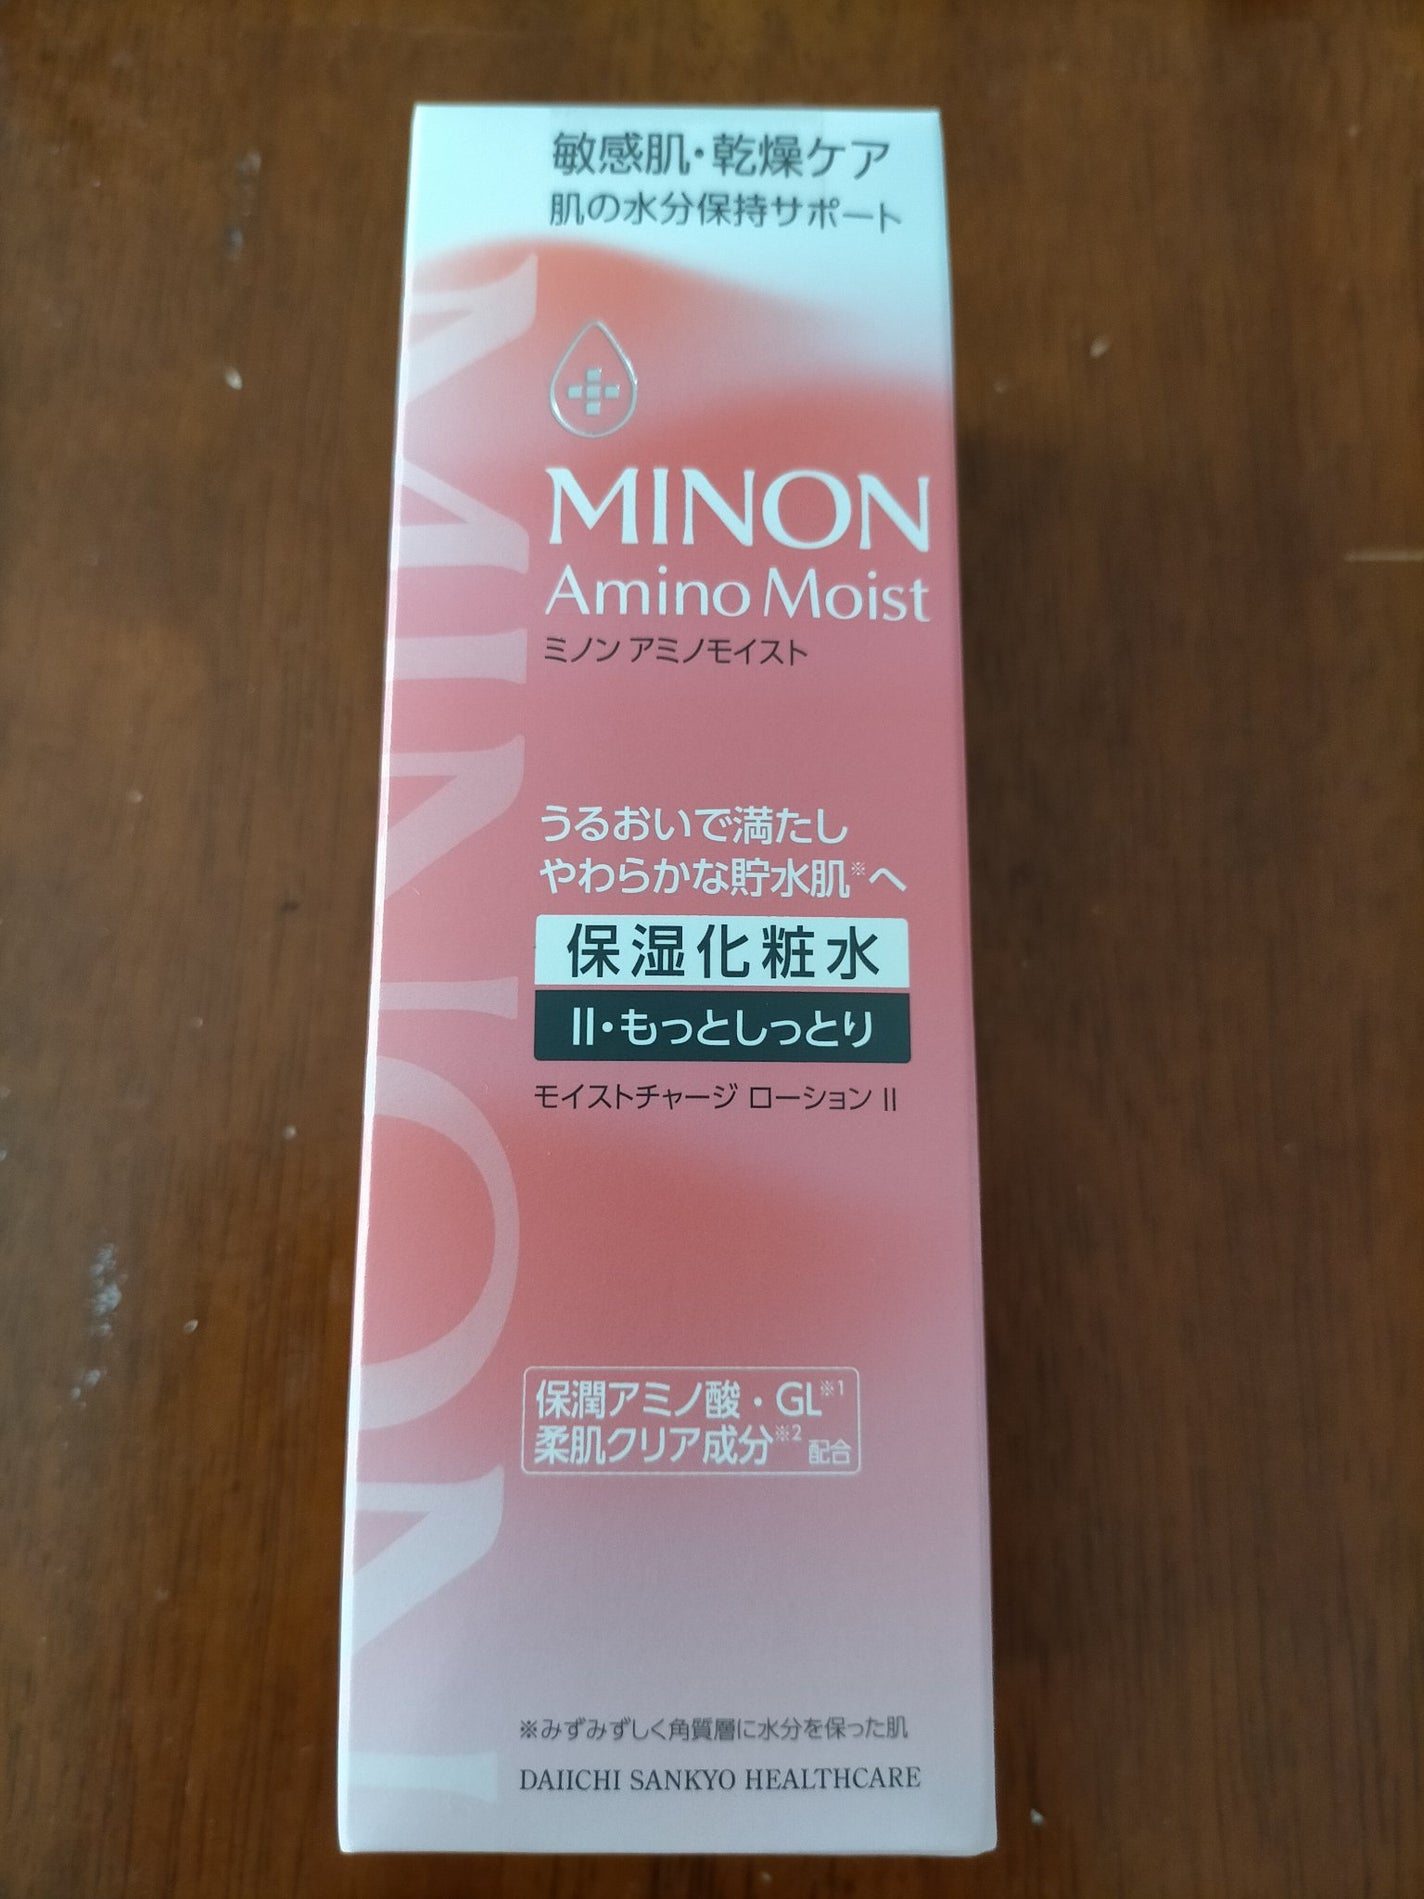 敏感肌・乾燥ケア
肌の水分保持サポート
MINON
MINON
Amino Moist
ミノン アミノモイスト
うるおいで満たし
やわらかな貯水肌※へ
保湿化粧水
II・もっとしっとり
モイストチャージ ローション II
保潤アミノ酸・GL※1
柔肌クリア成分※2 配合
※みずみずしく角質層に水分を保った肌
DAIICHI SANKYO HEALTHCARE